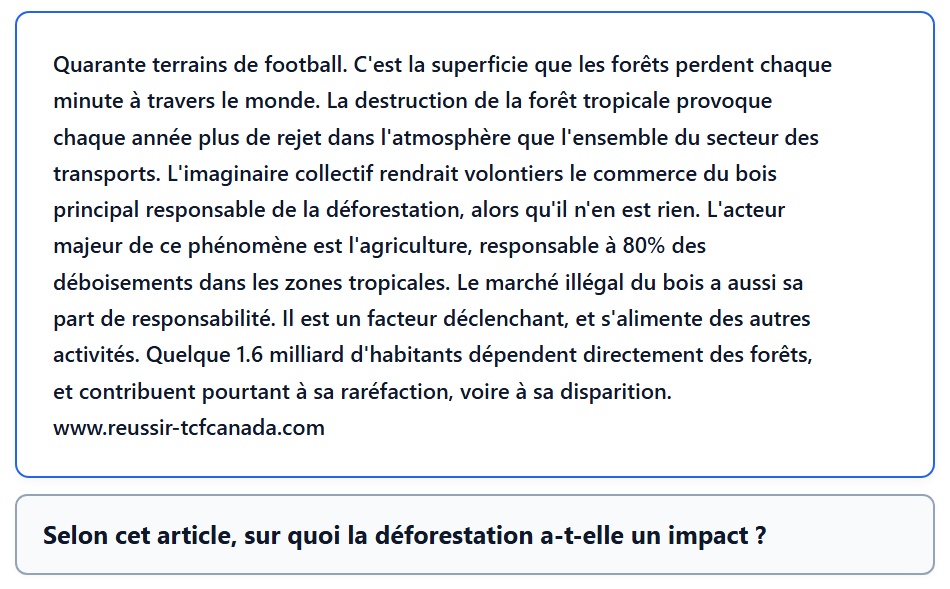 Quarante terrains de football. C'est la superficie que les forêts perdent chaque
minute à travers le monde. La destruction de la forêt tropicale provoque
chaque année plus de rejet dans l'atmosphère que l'ensemble du secteur des
transports. L'imaginaire collectif rendrait volontiers le commerce du bois
principal responsable de la déforestation, alors qu'il n'en est rien. L'acteur
majeur de ce phénomène est l'agriculture, responsable à 80% des
déboisements dans les zones tropicales. Le marché illégal du bois a aussi sa
part de responsabilité. Il est un facteur déclenchant, et s'alimente des autres
activités. Quelque 1.6 milliard d'habitants dépendent directement des forêts,
et contribuent pourtant à sa raréfaction, voire à sa disparition.
www.reussir-tcfcanada.com
Selon cet article, sur quoi la déforestation a-t-elle un impact ?